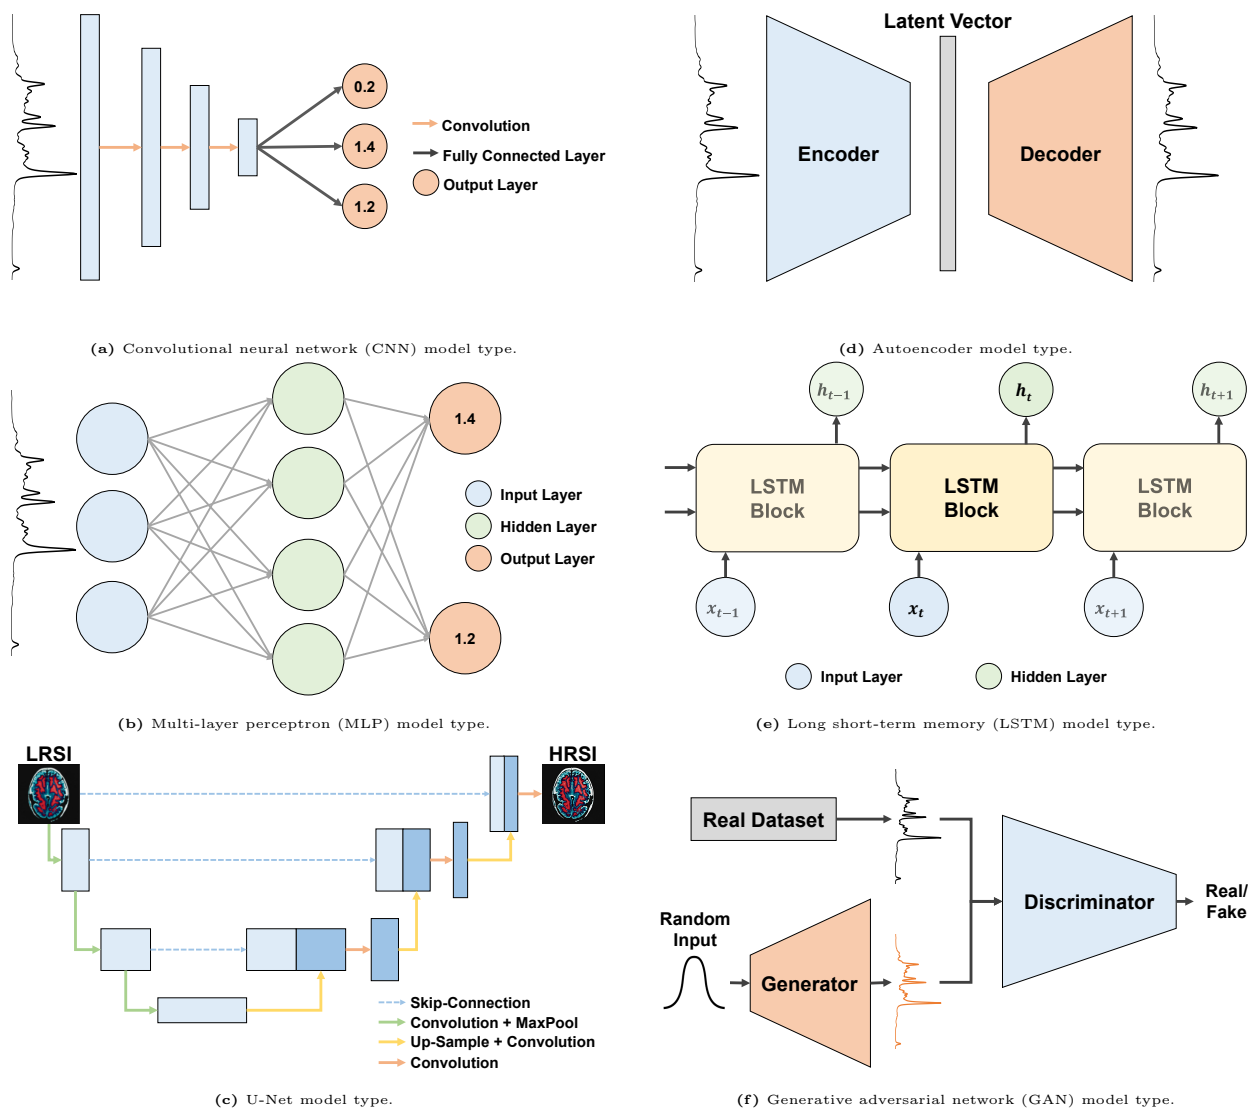 0.2
1.4
1.2
Convolution
Fully Connected Layer
Output Layer
(a) Convolutional neural network (CNN) model type.
Latent Vector
Encoder
Decoder
(d) Autoencoder model type.
1.4
1.2
Input Layer
Hidden Layer
Output Layer
(b) Multi-layer perceptron (MLP) model type.
h_{t−1}
h_t
h_{t+1}
LSTM
Block
LSTM
Block
LSTM
Block
x_{t−1}
x_t
x_{t+1}
Input Layer
Hidden Layer
(e) Long short-term memory (LSTM) model type.
LRSI
HRSI
Skip-Connection
Convolution + MaxPool
Up-Sample + Convolution
Convolution
(c) U-Net model type.
Real Dataset
Random
Input
Generator
Discriminator
Real/
Fake
(f) Generative adversarial network (GAN) model type.